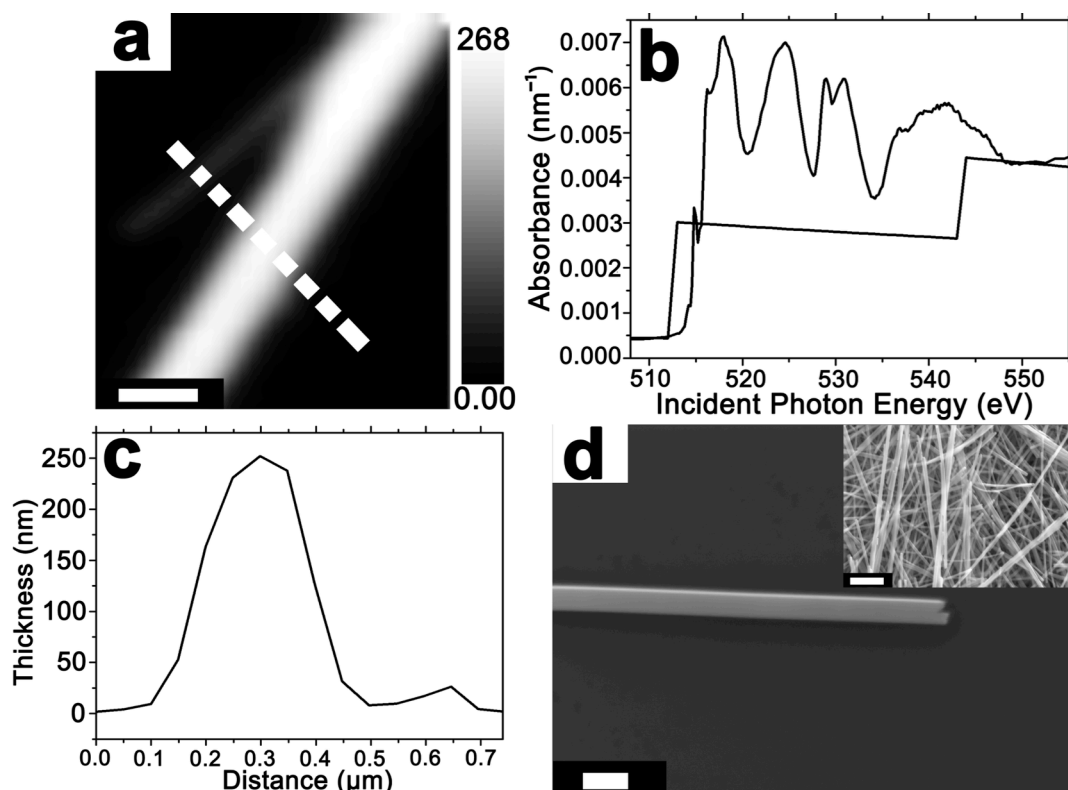 a
268
0.00
b
0.007
0.006
0.005
0.004
0.003
0.002
0.001
0.000
Absorbance (nm⁻¹)
510 520 530 540 550
Incident Photon Energy (eV)
c
250
200
150
100
50
0
Thickness (nm)
0.0 0.1 0.2 0.3 0.4 0.5 0.6 0.7
Distance (μm)
d